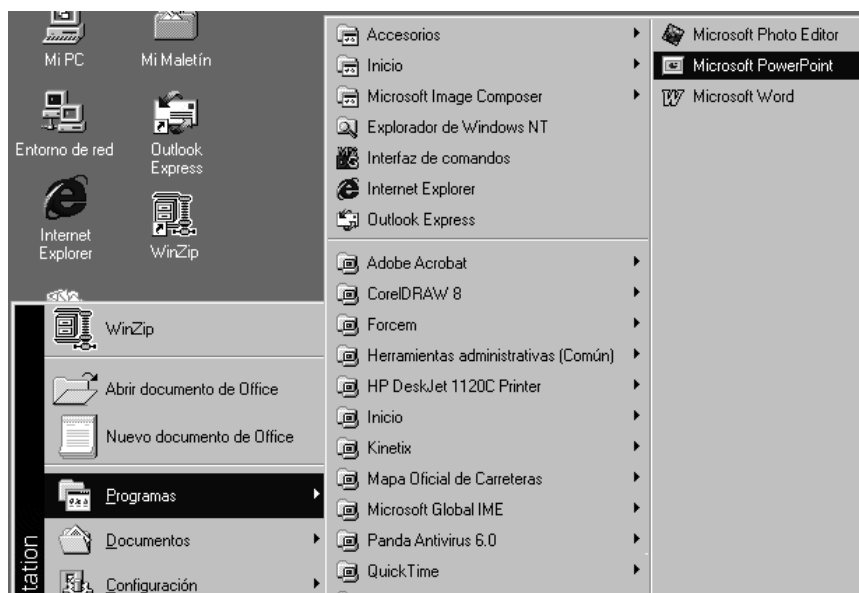 Mi PC
Mi Maletín
Entorno de red
Outlook
Express
Internet
Explorer
WinZip
WinZip
Abrir documento de Office
Nuevo documento de Office
Programas
Documentos
Configuración
tation
Accesorios
Inicio
Microsoft Image Composer
Explorador de Windows NT
Interfaz de comandos
Internet Explorer
Outlook Express
Adobe Acrobat
CorelDRAW 8
Forcem
Herramientas administrativas (Común)
HP DeskJet 1120C Printer
Inicio
Kinetix
Mapa Oficial de Carreteras
Microsoft Global IME
Panda Antivirus 6.0
QuickTime
Microsoft Photo Editor
Microsoft PowerPoint
Microsoft Word